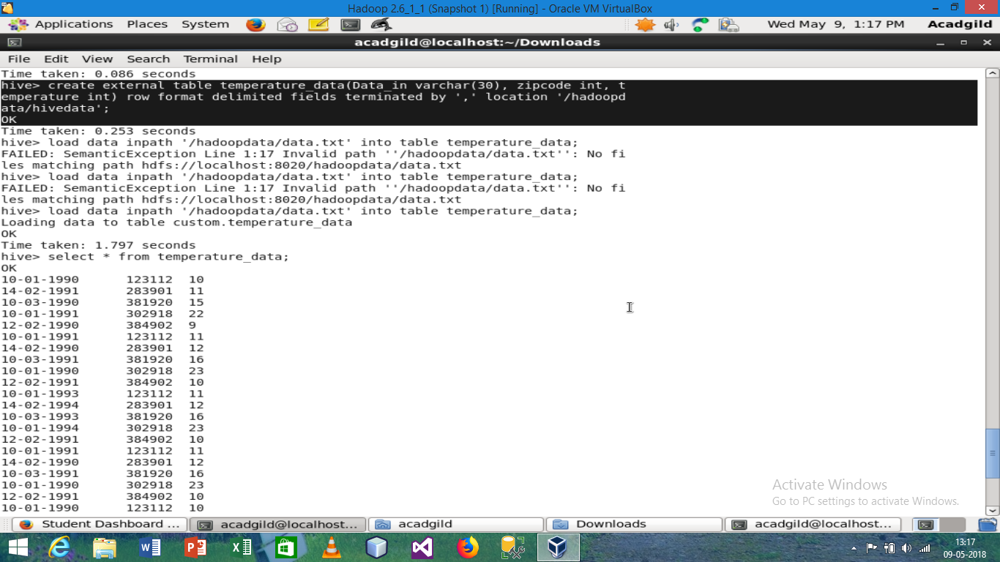 Hadoop 2.6_1_1 (Snapshot 1) [Running] - Oracle VM VirtualBox
Applications Places System Wed May 9, 1:17 PM Acadgild
acadgild@localhost:~/Downloads
File Edit View Search Terminal Help
Time taken: 0.086 seconds
hive> create external table temperature_data(Data_in varchar(30), zipcode int, t
emperature int) row format delimited fields terminated by ',' location '/hadoopd
ata/hivedata';
OK
Time taken: 0.253 seconds
hive> load data inpath '/hadoopdata/data.txt' into table temperature_data;
FAILED: SemanticException Line 1:17 Invalid path ''/hadoopdata/data.txt'': No fi
les matching path hdfs://localhost:8020/hadoopdata/data.txt
hive> load data inpath '/hadoopdata/data.txt' into table temperature_data;
FAILED: SemanticException Line 1:17 Invalid path ''/hadoopdata/data.txt'': No fi
les matching path hdfs://localhost:8020/hadoopdata/data.txt
hive> load data inpath '/hadoopdata/data.txt' into table temperature_data;
Loading data to table custom.temperature_data
OK
Time taken: 1.797 seconds
hive> select * from temperature_data;
OK
10-01-1990 123112 10
14-02-1991 283901 11
10-03-1990 381920 15
10-01-1991 302918 22
12-02-1990 384902 9
10-01-1991 123112 11
14-02-1990 283901 12
10-03-1991 381920 16
10-01-1990 302918 23
12-02-1991 384902 10
10-01-1993 123112 11
14-02-1994 283901 12
10-03-1993 381920 16
10-01-1994 302918 23
12-02-1991 384902 10
10-01-1991 123112 11
14-02-1990 283901 12
10-03-1991 381920 16
10-01-1990 302918 23
12-02-1991 384902 10
10-01-1990 123112 10
Activate Windows
Go to PC settings to activate Windows.
Student Dashboard ... acadgild@localhost... acadgild Downloads acadgild@localhost...
13:17
09-05-2018